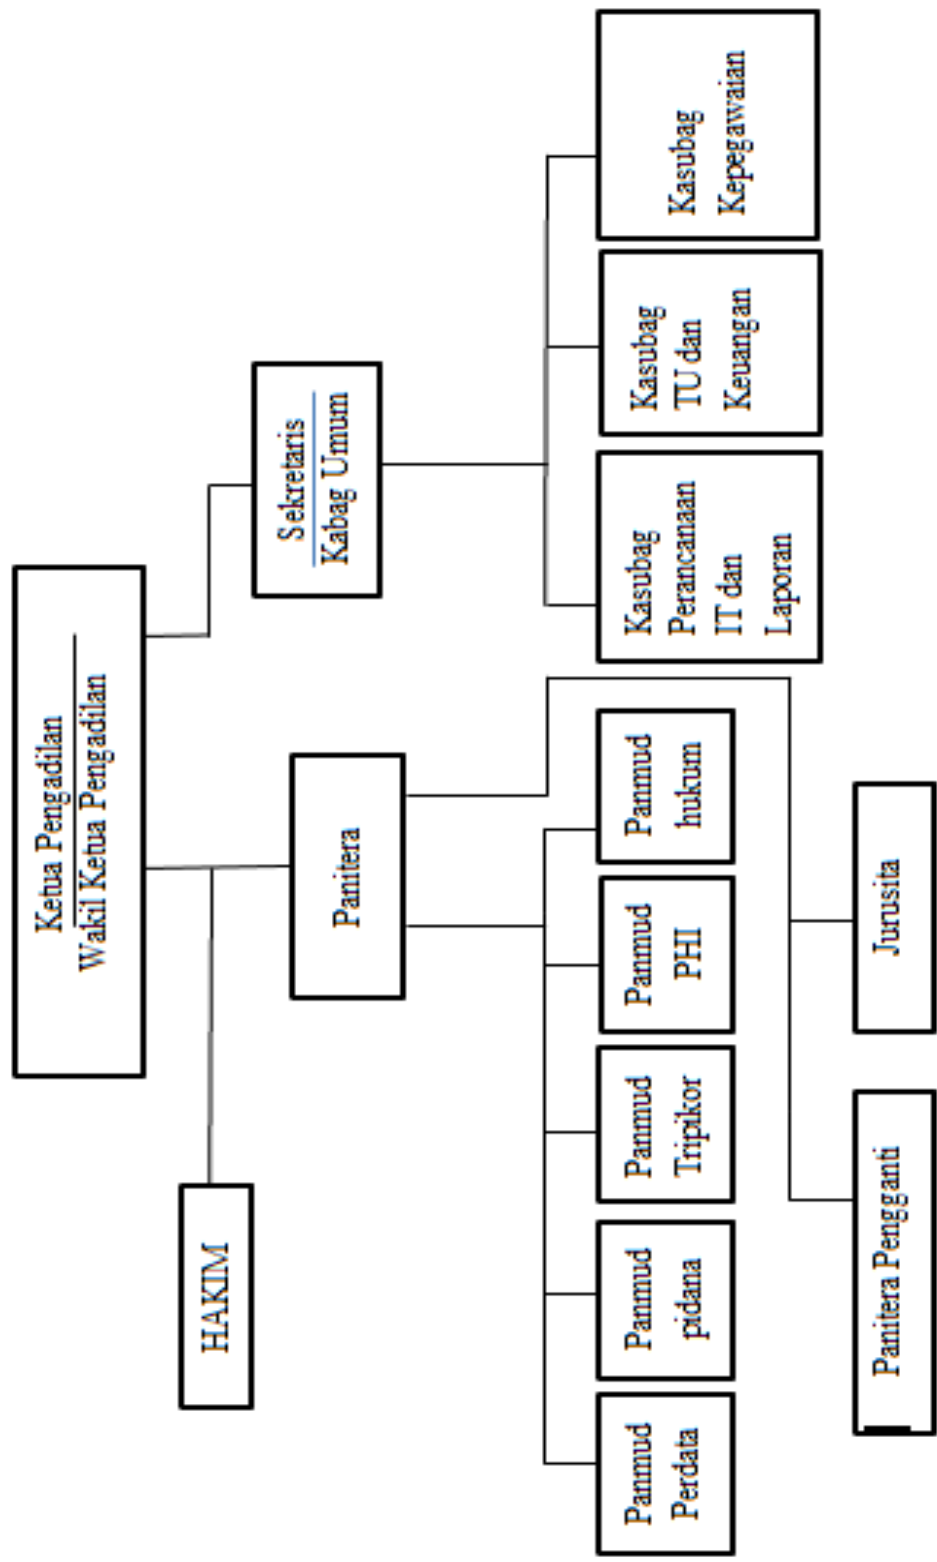 Ketua Pengadilan
Wakil Ketua Pengadilan
HAKIM
Panitera
Sekretaris
Kabag Umum
Panmud
Perdata
Panmud
pidana
Panmud
Tripikor
Panmud
PHI
Panmud
hukum
Kasubag
Perancanaan
IT dan
Laporan
Kasubag
TU dan
Keuangan
Kasubag
Kepegawaian
Panitera Pengganti
Jurusita